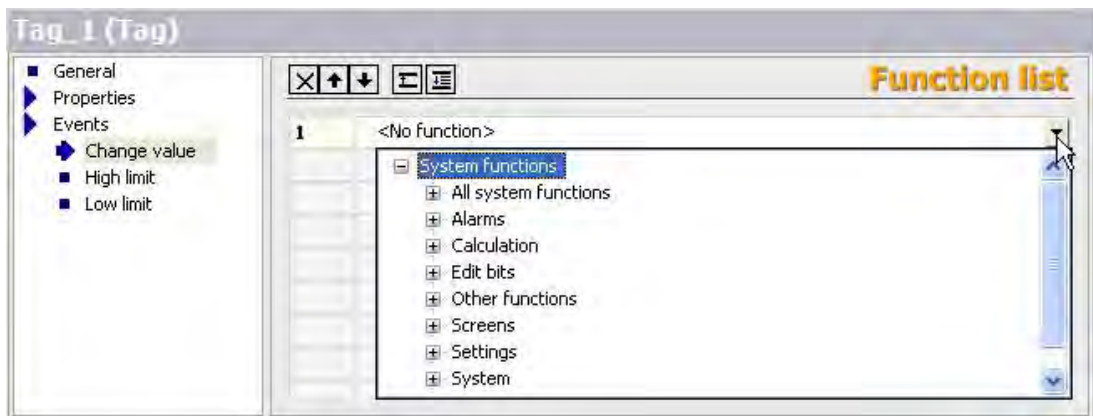 Tag_1 (Tag)
General
Properties
Events
Change value
High limit
Low limit
Function list
1 <No function>
System functions
All system functions
Alarms
Calculation
Edit bits
Other functions
Screens
Settings
System